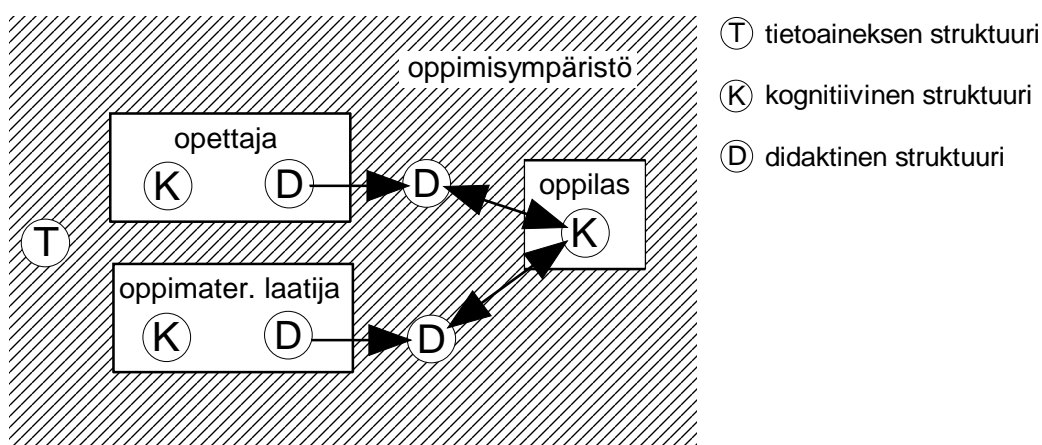 oppimisympäristö
opettaja
K D D
oppilas
K
T
oppimater. laatija
K D D
T tietoaineksen struktuuri
K kognitiivinen struktuuri
D didaktinen struktuuri